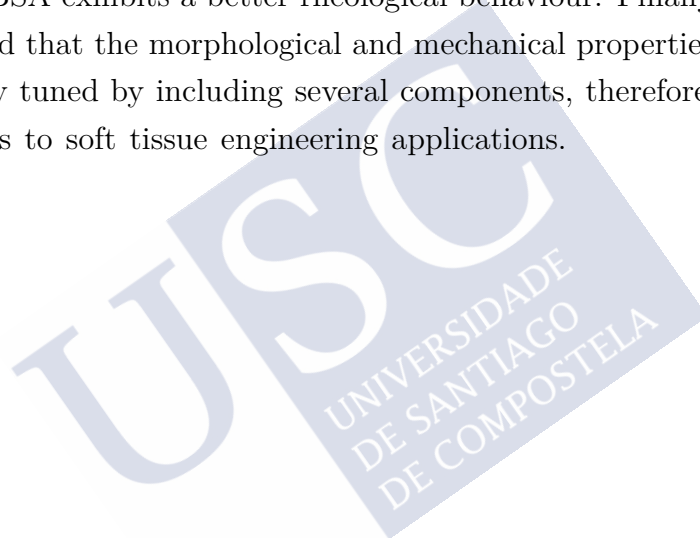 BSA exhibits a better rheological behaviour. Finally
d that the morphological and mechanical propertie
y tuned by including several components, therefore
s to soft tissue engineering applications.
USC
UNIVERSIDADE
DE SANTIAGO
DE COMPOSTELA